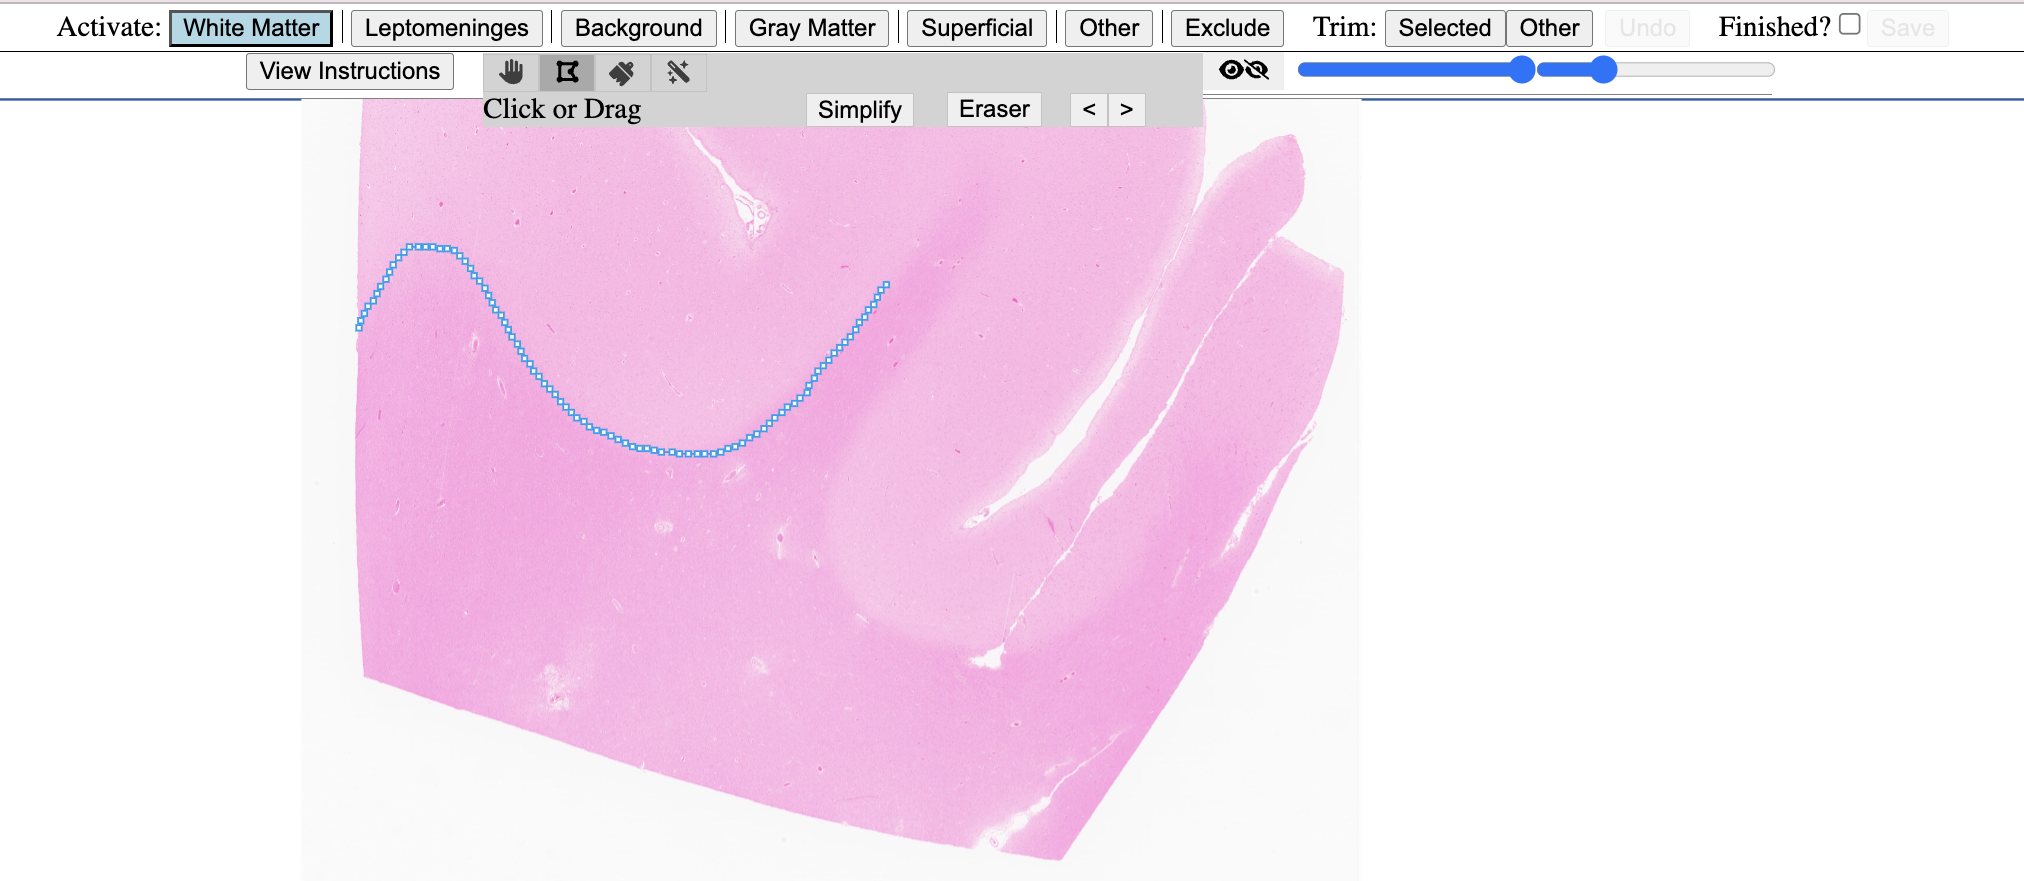 Activate: White Matter Leptomeninges Background Gray Matter Superficial Other Exclude Trim: Selected Other Undo Finished? Save
View Instructions
Click or Drag Simplify Eraser < >